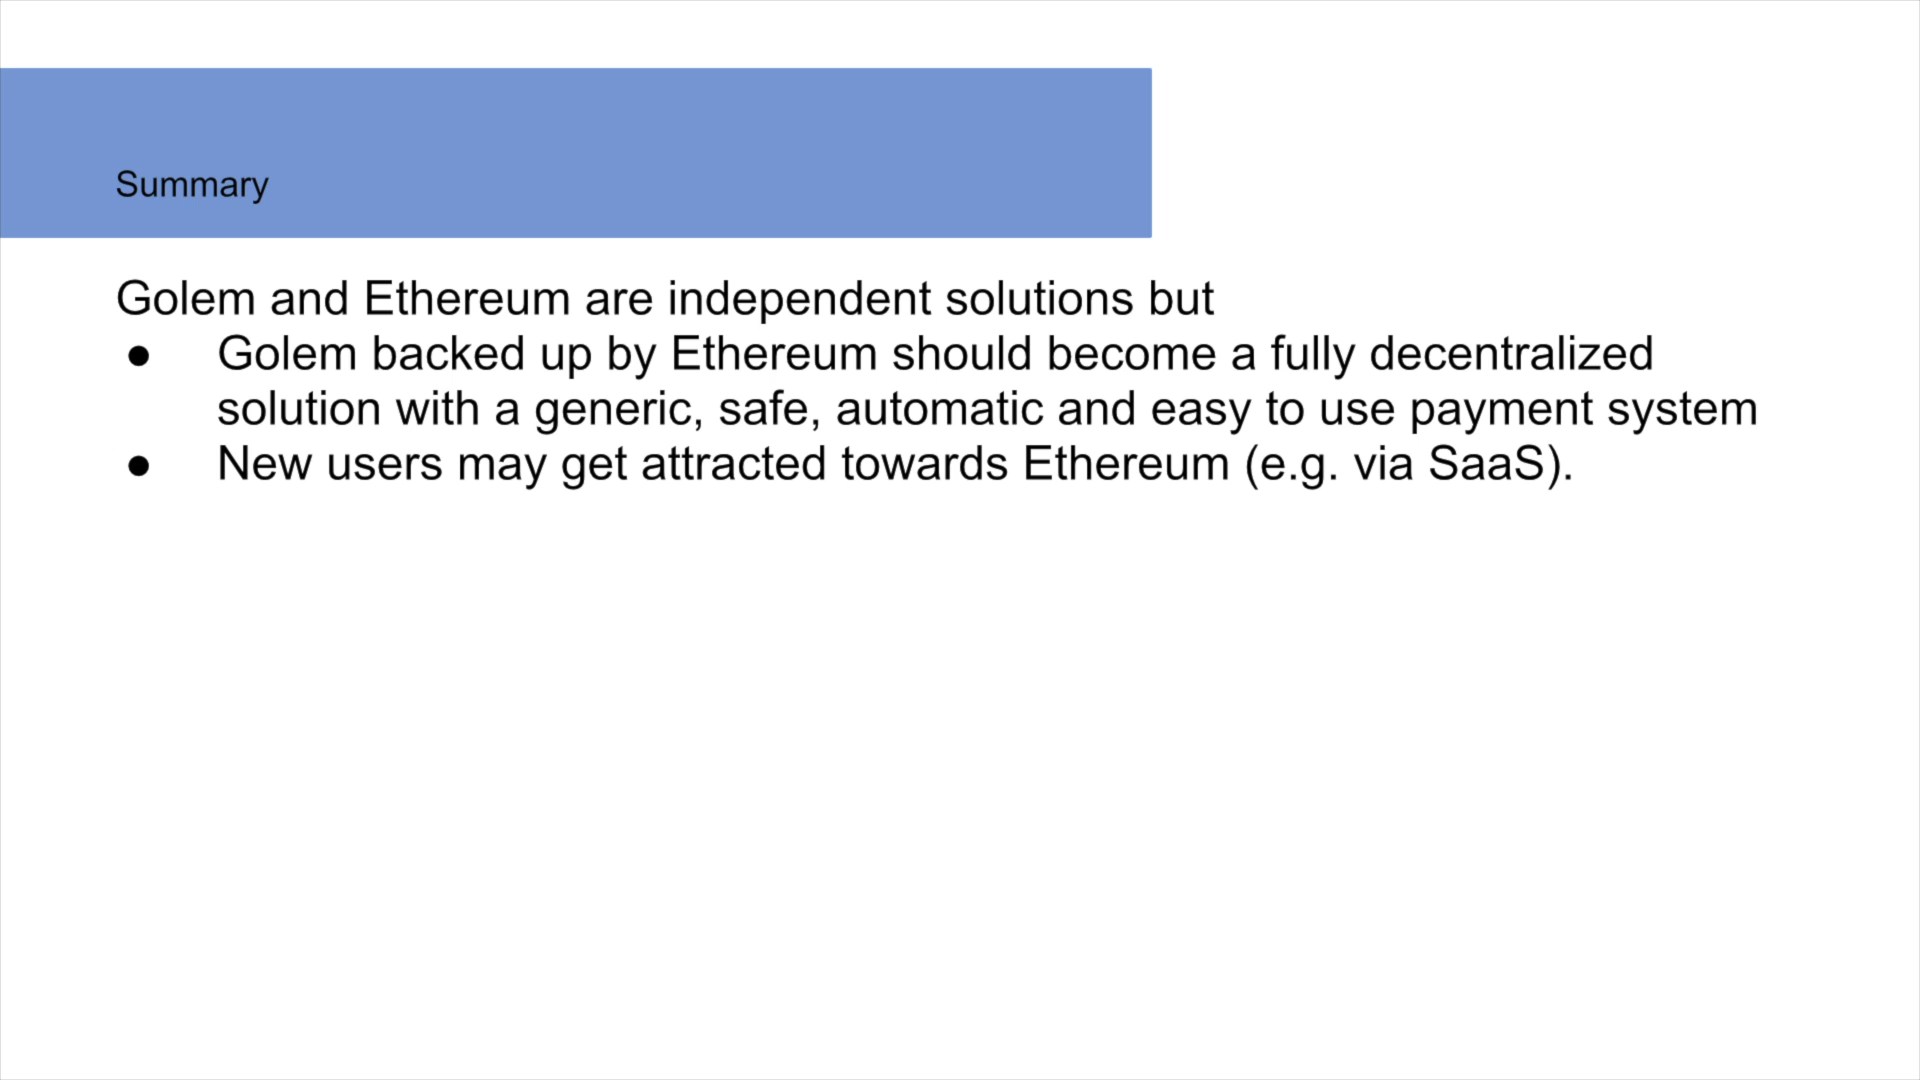 Summary
Golem and Ethereum are independent solutions but
● Golem backed up by Ethereum should become a fully decentralized
solution with a generic, safe, automatic and easy to use payment system
● New users may get attracted towards Ethereum (e.g. via SaaS).